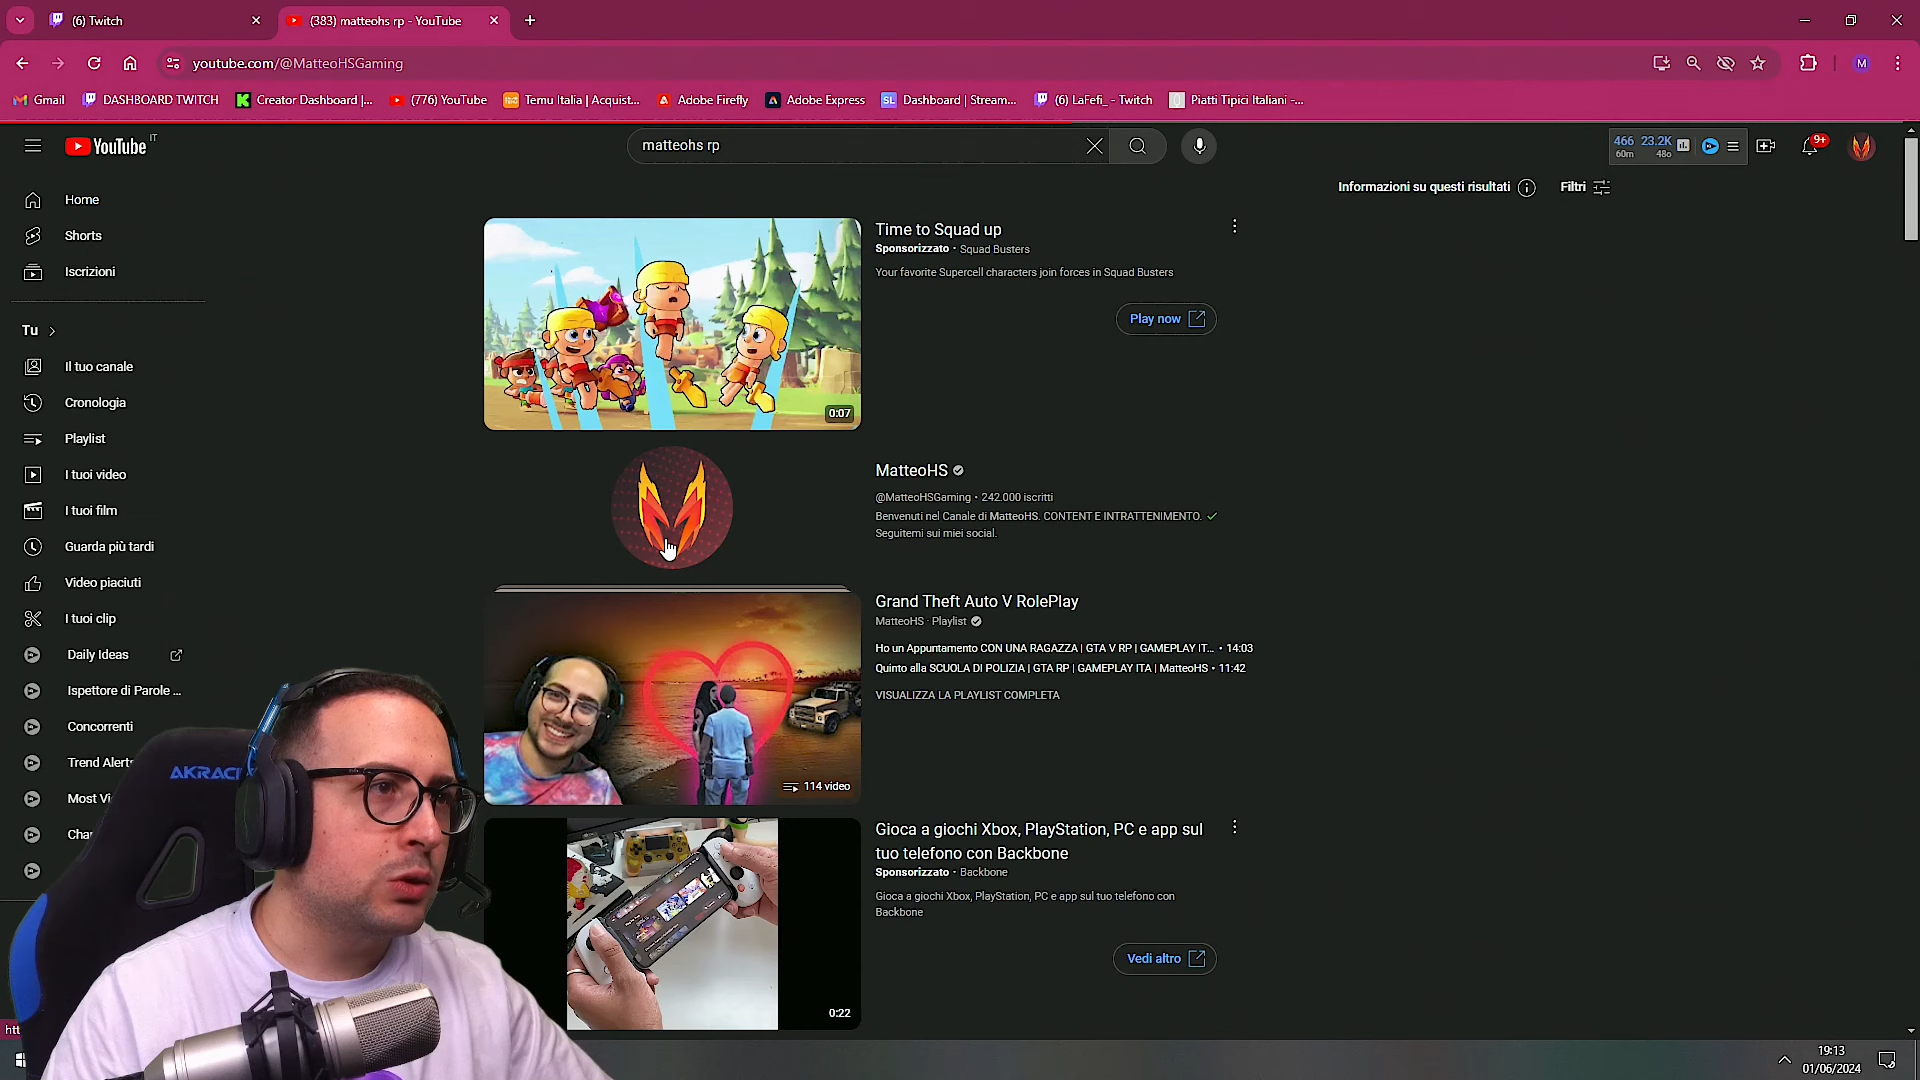 (6) Twitch
(383) matteohs rp - YouTube
youtube.com/@MatteoHSGaming
M
Gmail
DASHBOARD TWITCH
Creator Dashboard |...
(776) YouTube
Temu Italia | Acquist...
Adobe Firefly
Adobe Express
SL
Dashboard | Stream...
(6) LaFefi_ - Twitch
Piatti Tipici Italiani -...
YouTube IT
matteohs rp
466 23.2K
60m 48o
9+
Informazioni su questi risultati
Filtri
Home
Shorts
Iscrizioni
Tu
Il tuo canale
Cronologia
Playlist
I tuoi video
I tuoi film
Guarda più tardi
Video piaciuti
I tuoi clip
Daily Ideas
Ispettore di Parole ...
Concorrenti
Trend Alerts
Most Vi
Cha
Time to Squad up
Sponsorizzato · Squad Busters
Your favorite Supercell characters join forces in Squad Busters
Play now
0:07
MatteoHS
@MatteoHSGaming • 242.000 iscritti
Benvenuti nel Canale di MatteoHS. CONTENT E INTRATTENIMENTO.
Seguitemi sui miei social.
Grand Theft Auto V RolePlay
MatteoHS · Playlist
Ho un Appuntamento CON UNA RAGAZZA | GTA V RP | GAMEPLAY IT... • 14:03
Quinto alla SCUOLA DI POLIZIA | GTA RP | GAMEPLAY ITA | MatteoHS • 11:42
VISUALIZZA LA PLAYLIST COMPLETA
114 video
Gioca a giochi Xbox, PlayStation, PC e app sul
tuo telefono con Backbone
Sponsorizzato · Backbone
Gioca a giochi Xbox, PlayStation, PC e app sul tuo telefono con
Backbone
Vedi altro
0:22
AKRACI
htt
19:13
01/06/2024